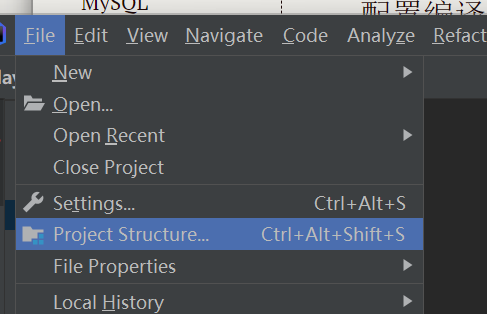 MySQL
配置编译
File Edit View Navigate Code Analyze Refact
New
Open...
Open Recent
Close Project
Settings... Ctrl+Alt+S
Project Structure... Ctrl+Alt+Shift+S
File Properties
Local History